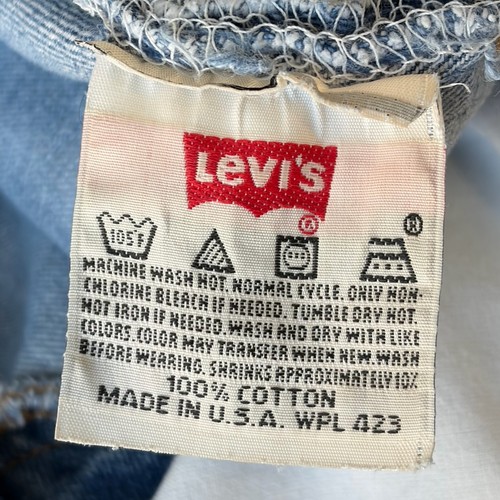 Levi's
®
105F ®
MACHINE WASH HOT. NORMAL CYCLE. ONLY NON-
CHLORINE BLEACH IF NEEDED. TUMBLE DRY HOT.
HOT IRON IF NEEDED. WASH AND DRY WITH LIKE
COLORS. COLOR MAY TRANSFER WHEN NEW. WASH
BEFORE WEARING. SHRINKS APPROXIMATELY 10%
100% COTTON
MADE IN U.S.A. WPL 423